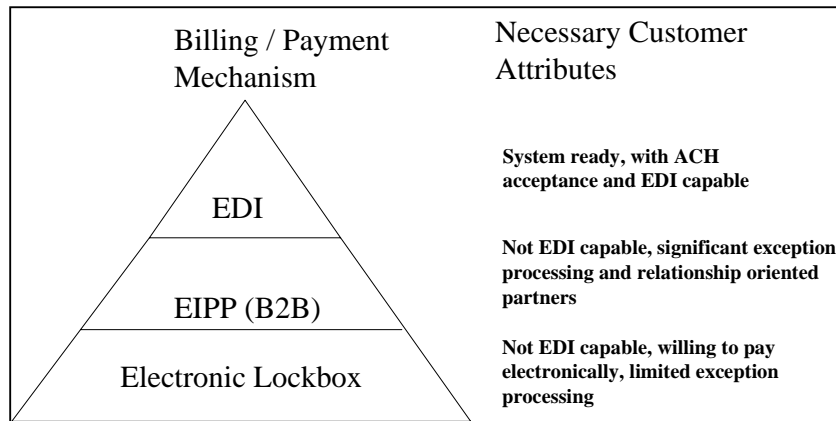 Billing / Payment
Mechanism
Necessary Customer
Attributes
System ready, with ACH
acceptance and EDI capable
EDI
Not EDI capable, significant exception
processing and relationship oriented
partners
EIPP (B2B)
Not EDI capable, willing to pay
electronically, limited exception
processing
Electronic Lockbox